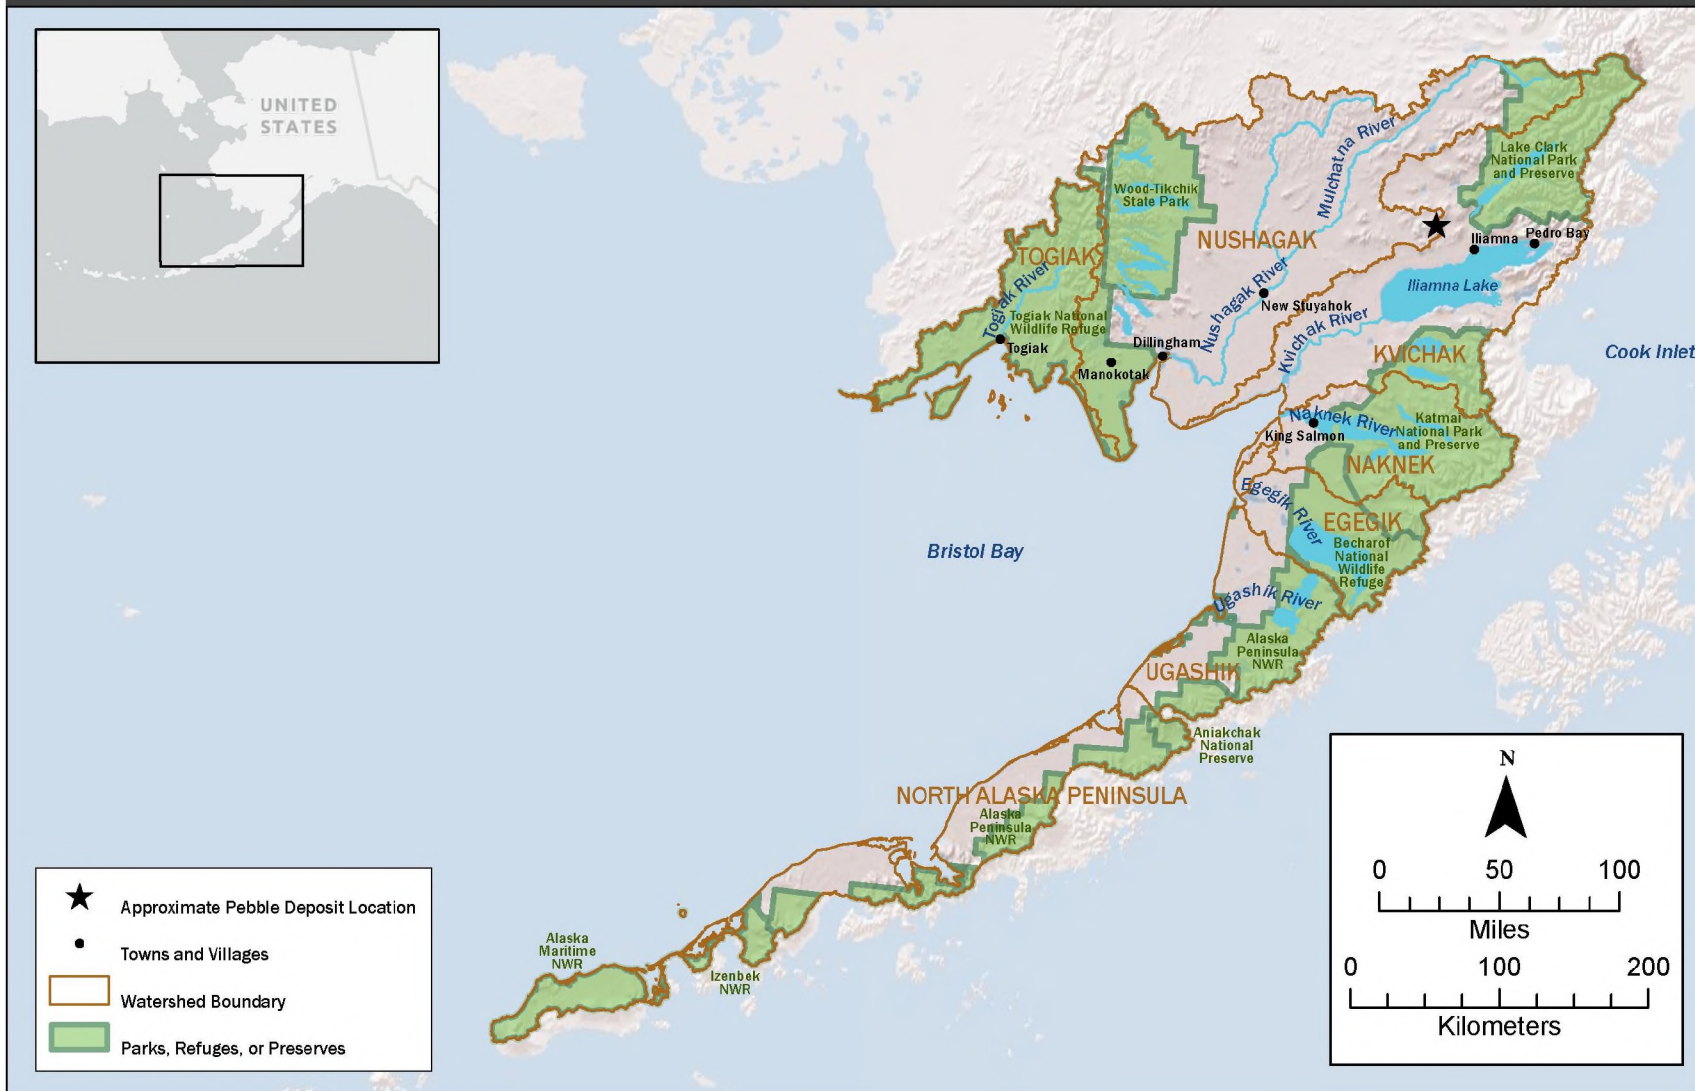 UNITED
STATES
Mulchatna River
Lake Clark
National Park
and Preserve
Wood-Tikchik
State Park
NUSHAGAK
TOGIAK
Iliamna
Pedro Bay
Togiak River
Nushagak River
Iliamna Lake
New Stuyahok
Togiak National
Wildlife Refuge
Kvichak River
Togiak
Dillingham
KVICHAK
Cook Inlet
Manokotak
Naknek River
Katmai
National Park
and Preserve
King Salmon
NAKNEK
Egegik River
EGEGIK
Becharof
National
Wildlife
Refuge
Bristol Bay
Ugashik River
Alaska
Peninsula
NWR
UGASHIK
Aniakchak
National
Preserve
NORTH ALASKA PENINSULA
Alaska
Peninsula
NWR
Alaska
Maritime
NWR
Izenbek
NWR
Approximate Pebble Deposit Location
Towns and Villages
Watershed Boundary
Parks, Refuges, or Preserves
N
0 50 100
Miles
0 100 200
Kilometers